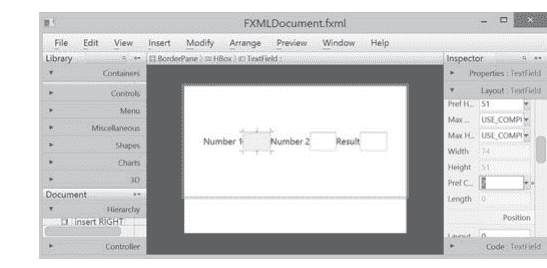 FXMLDocument.fxml
File Edit View Insert Modify Arrange Preview Window Help
Library
BorderPane HBox TextField :
Inspector
Containers
Controls
Menu
Miscellaneous
Shapes
Charts
3D
Document
Hierarchy
insert RIGHT
Controller
Number 1 Number 2 Result
Properties : TextField
Layout : TextField
Pref H... 51
Max ... USE_COMPU
Max H... USE_COMPU
Width 74
Height 51
Pref C...
Length 0
Position
Layout 0
Code : TextField